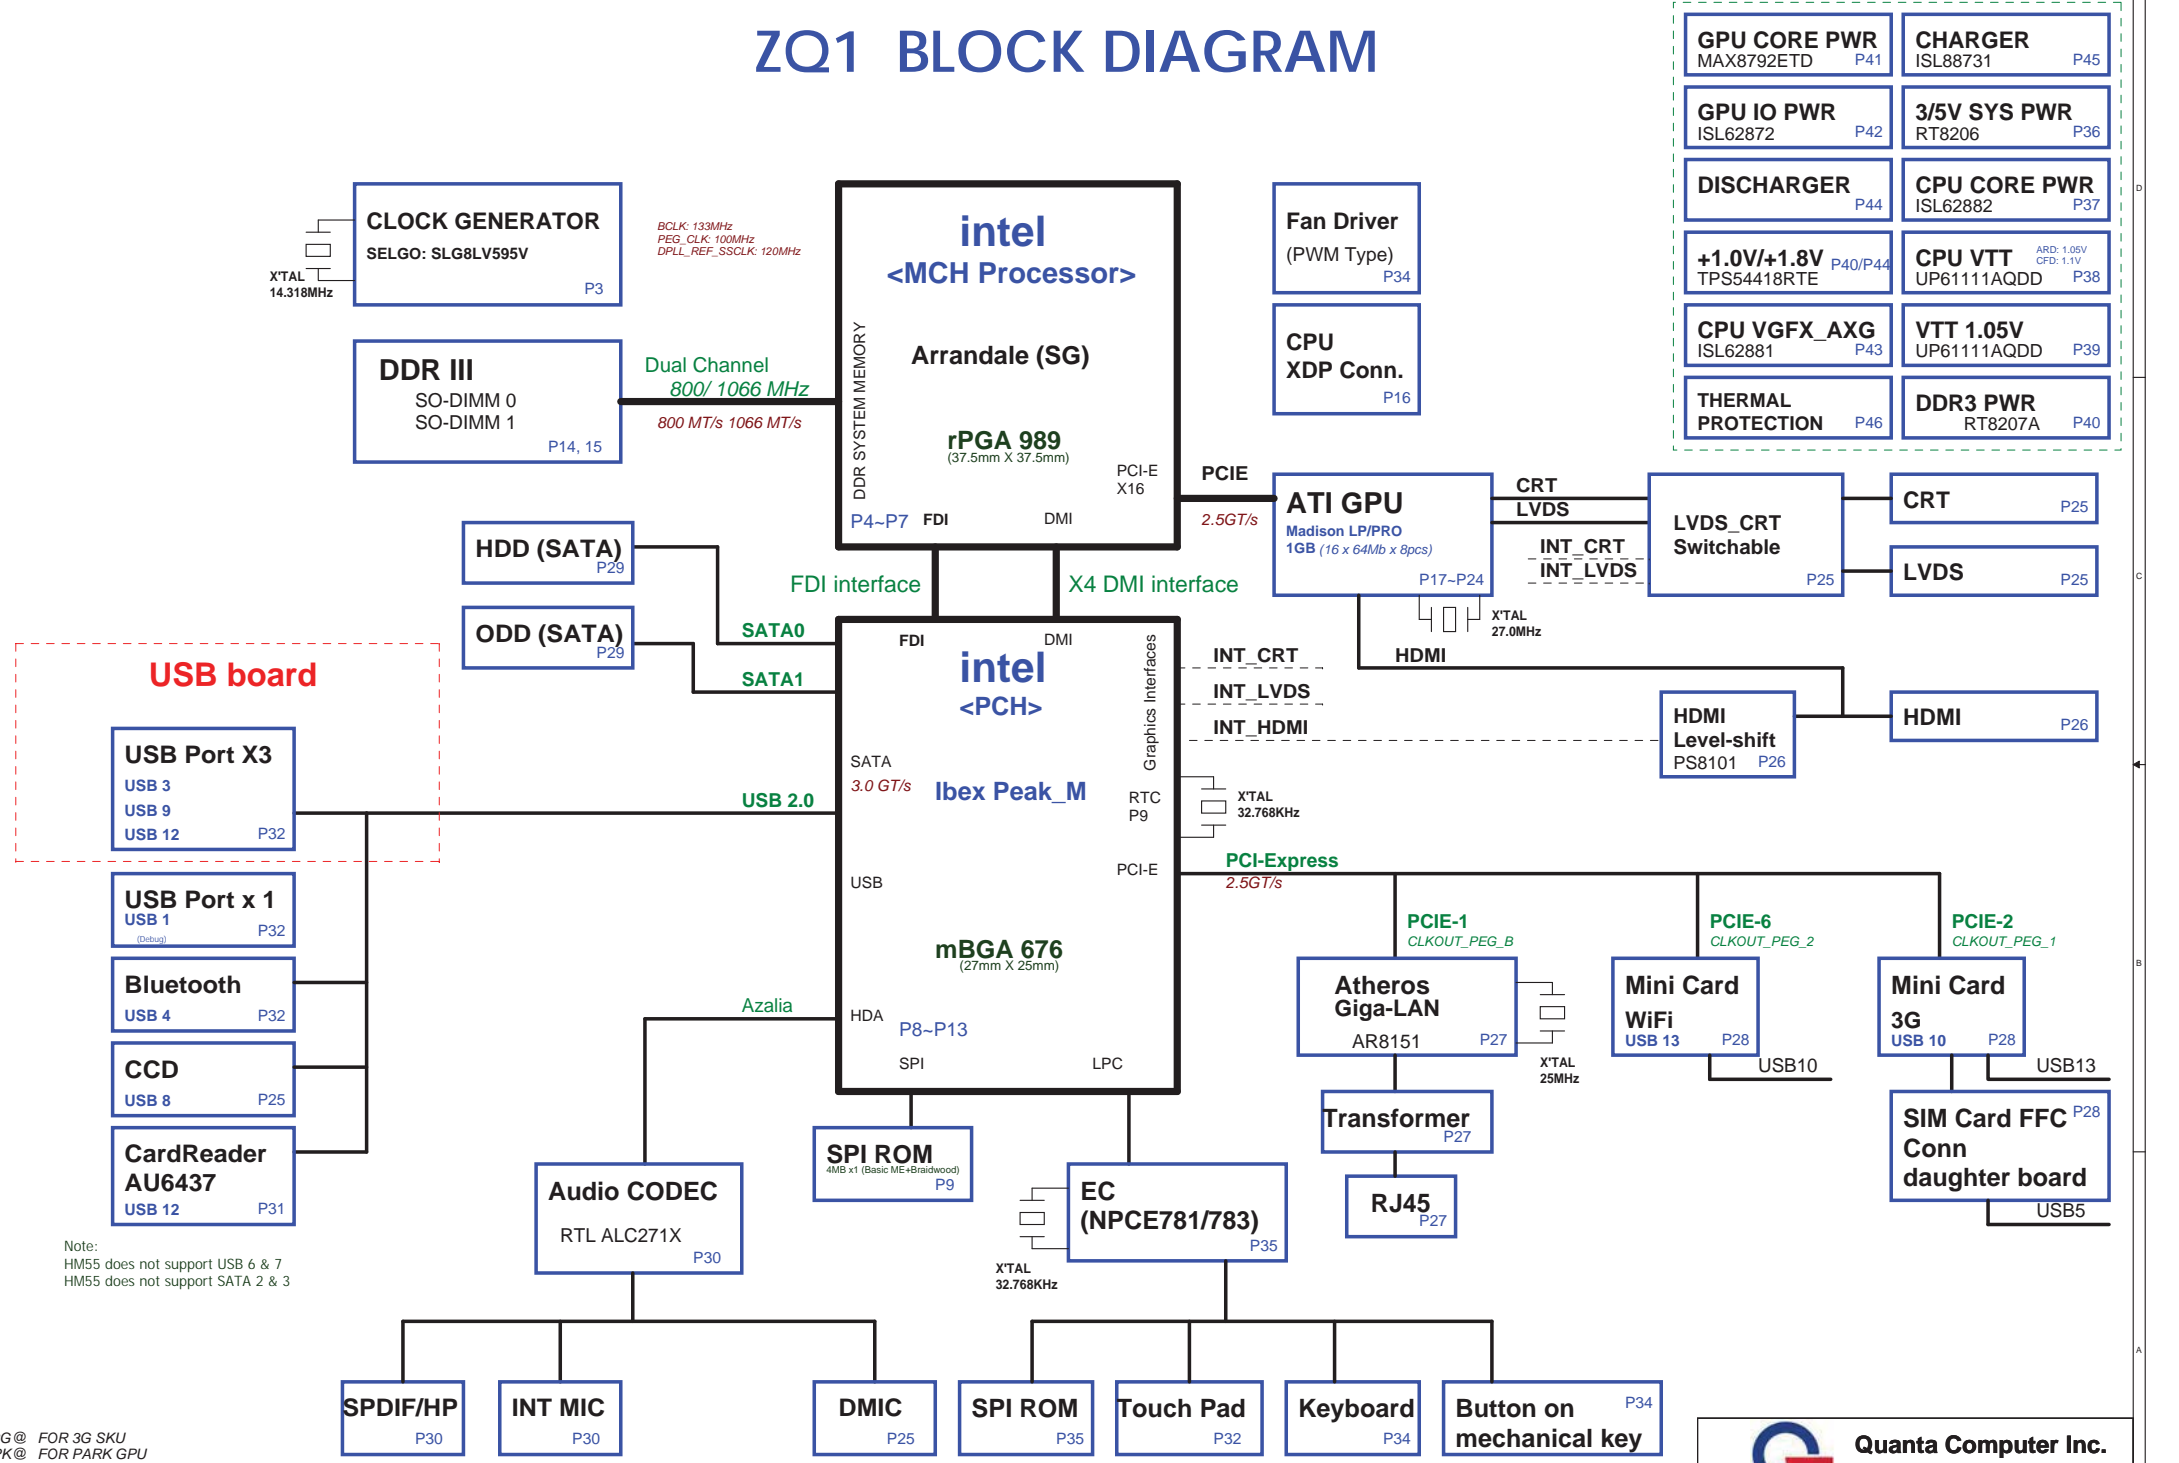 ZQ1 BLOCK DIAGRAM
GPU CORE PWR
MAX8792ETD P41
CHARGER
ISL88731 P45
GPU IO PWR
ISL62872 P42
3/5V SYS PWR
RT8206 P36
DISCHARGER
P44
CPU CORE PWR
ISL62882 P37
+1.0V/+1.8V P40/P44
TPS54418RTE
CPU VTT
ARD: 1.05V
CFD: 1.1V
UP61111AQDD P38
CPU VGFX_AXG
ISL62881 P43
VTT 1.05V
UP61111AQDD P39
THERMAL
PROTECTION P46
DDR3 PWR
RT8207A P40
CLOCK GENERATOR
SELGO: SLG8LV595V
P3
X'TAL
14.318MHz
BCLK: 133MHz
PEG_CLK: 100MHz
DPLL_REF_SSCLK: 120MHz
DDR III
SO-DIMM 0
SO-DIMM 1
P14, 15
Dual Channel
800/ 1066 MHz
800 MT/s 1066 MT/s
intel
<MCH Processor>
Arrandale (SG)
rPGA 989
(37.5mm X 37.5mm)
DDR SYSTEM MEMORY
PCI-E
X16
P4~P7 FDI
DMI
Fan Driver
(PWM Type)
P34
CPU
XDP Conn.
P16
PCIE
2.5GT/s
ATI GPU
Madison LP/PRO
1GB (16 x 64Mb x 8pcs)
P17~P24
X'TAL
27.0MHz
CRT
LVDS
INT_CRT
INT_LVDS
LVDS_CRT
Switchable
P25
CRT
P25
LVDS
P25
HDD (SATA)
P29
ODD (SATA)
P29
SATA0
SATA1
FDI interface
X4 DMI interface
FDI
DMI
intel
<PCH>
Ibex Peak_M
mBGA 676
(27mm X 25mm)
P8~P13
SATA
3.0 GT/s
USB
HDA
SPI
LPC
Graphics Interfaces
RTC
P9
PCI-E
INT_CRT
INT_LVDS
INT_HDMI
HDMI
HDMI
Level-shift
PS8101 P26
HDMI
P26
X'TAL
32.768KHz
USB board
USB Port X3
USB 3
USB 9
USB 12 P32
USB 2.0
USB Port x 1
USB 1
(Debug)
P32
Bluetooth
USB 4 P32
CCD
USB 8 P25
CardReader
AU6437
USB 12 P31
Note:
HM55 does not support USB 6 & 7
HM55 does not support SATA 2 & 3
PCI-Express
2.5GT/s
PCIE-1
CLKOUT_PEG_B
PCIE-6
CLKOUT_PEG_2
PCIE-2
CLKOUT_PEG_1
Atheros
Giga-LAN
AR8151 P27
X'TAL
25MHz
Mini Card
WiFi
USB 13 P28
USB10
Mini Card
3G
USB 10 P28
USB13
Transformer
P27
RJ45
P27
SIM Card FFC P28
Conn
daughter board
USB5
Azalia
Audio CODEC
RTL ALC271X
P30
SPI ROM
4MB x1 (Basic ME+Braidwood)
P9
EC
(NPCE781/783)
P35
X'TAL
32.768KHz
SPDIF/HP
P30
INT MIC
P30
DMIC
P25
SPI ROM
P35
Touch Pad
P32
Keyboard
P34
Button on P34
mechanical key
G@ FOR 3G SKU
PK@ FOR PARK GPU
Quanta Computer Inc.
D
C
B
A